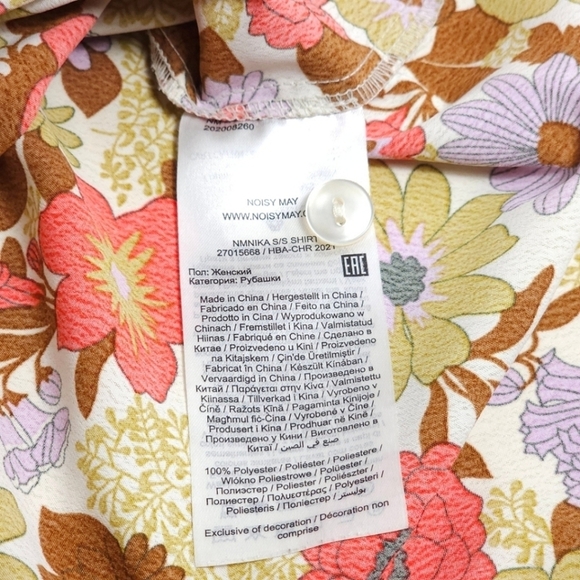 202008260
NOISY MAY
WWW.NOISYMAY.C
NMNIKA S/S SHIRT
27015668 / HBA-CHR 2021
EAC
Пол: Женский
Категория: Рубашки
Made in China / Hergestellt in China /
Fabricado en China / Feito na China /
Prodotto in Cina / Wyprodukowano w
Chinach / Fremstillet i Kina / Valmistatud
Hiinas / Fabriqué en Chine / Сделано в
Китае / Proizvedeno u Kini / Proizvedeno
na Kitajskem / Çin'de Üretilmiştir /
Fabricat în China / Készült Kínában /
Vervaardigd in China / Произведено в
Китай / Παράγεται στην Κίνα / Valmistettu
Kiinassa / Tillverkad i Kina / Vyrobeno v
Číně / Ražots Ķīnā / Pagaminta Kinijoje /
Magħmul fiċ-Ċina / Vyrobené v Číne /
Produsert i Kina / Prodhuar në Kinë /
Произведено у Кини / Виготовлено в
Китаї / صنع في الصين
100% Polyester / Poliéster / Poliestere /
Włókno Poliestrowe / Polyester /
Полиэстер / Πολυεστέρας / Polyesteri /
Poliesteris / Поліестер / بوليستر
Exclusive of decoration / Décoration non
comprise